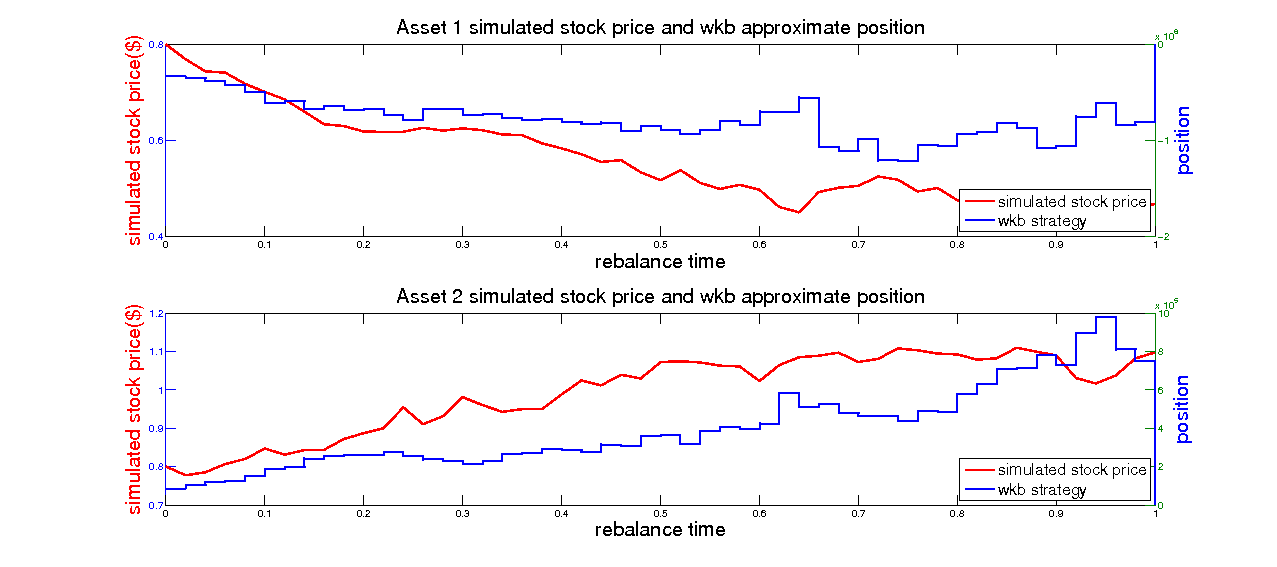 Asset 1 simulated stock price and wkb approximate position
x 10^6
simulated stock price($)
0.8
0.6
0.4
0
-1
-2
position
simulated stock price
wkb strategy
0 0.1 0.2 0.3 0.4 0.5 0.6 0.7 0.8 0.9 1
rebalance time
Asset 2 simulated stock price and wkb approximate position
x 10^5
simulated stock price($)
1.2
1.1
1
0.9
0.8
0.7
10
8
6
4
2
0
position
simulated stock price
wkb strategy
0 0.1 0.2 0.3 0.4 0.5 0.6 0.7 0.8 0.9 1
rebalance time